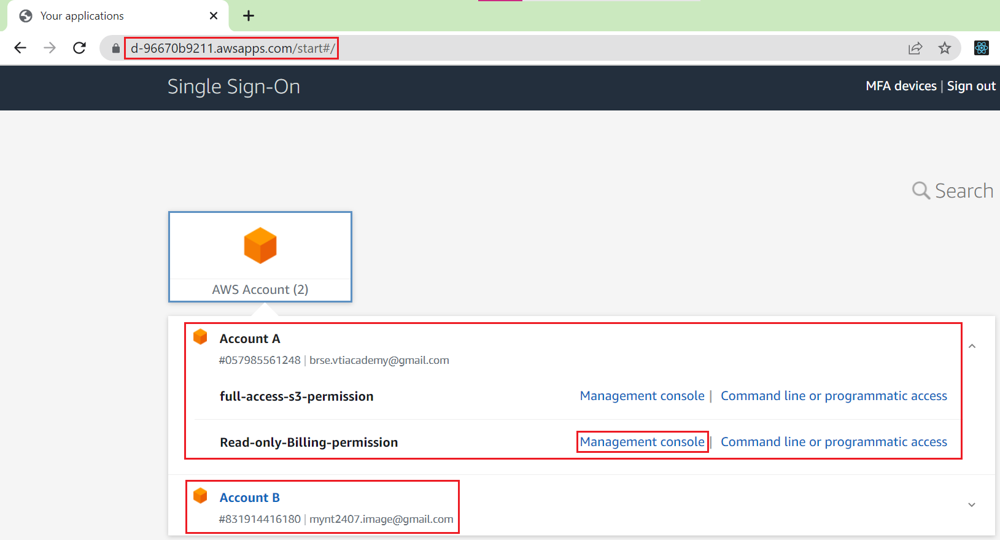 Your applications
d-96670b9211.awsapps.com/start#/
Single Sign-On
MFA devices | Sign out
Search
AWS Account (2)
Account A
#057985561248 | brse.vtiacademy@gmail.com
full-access-s3-permission Management console | Command line or programmatic access
Read-only-Billing-permission Management console | Command line or programmatic access
Account B
#831914416180 | mynt2407.image@gmail.com